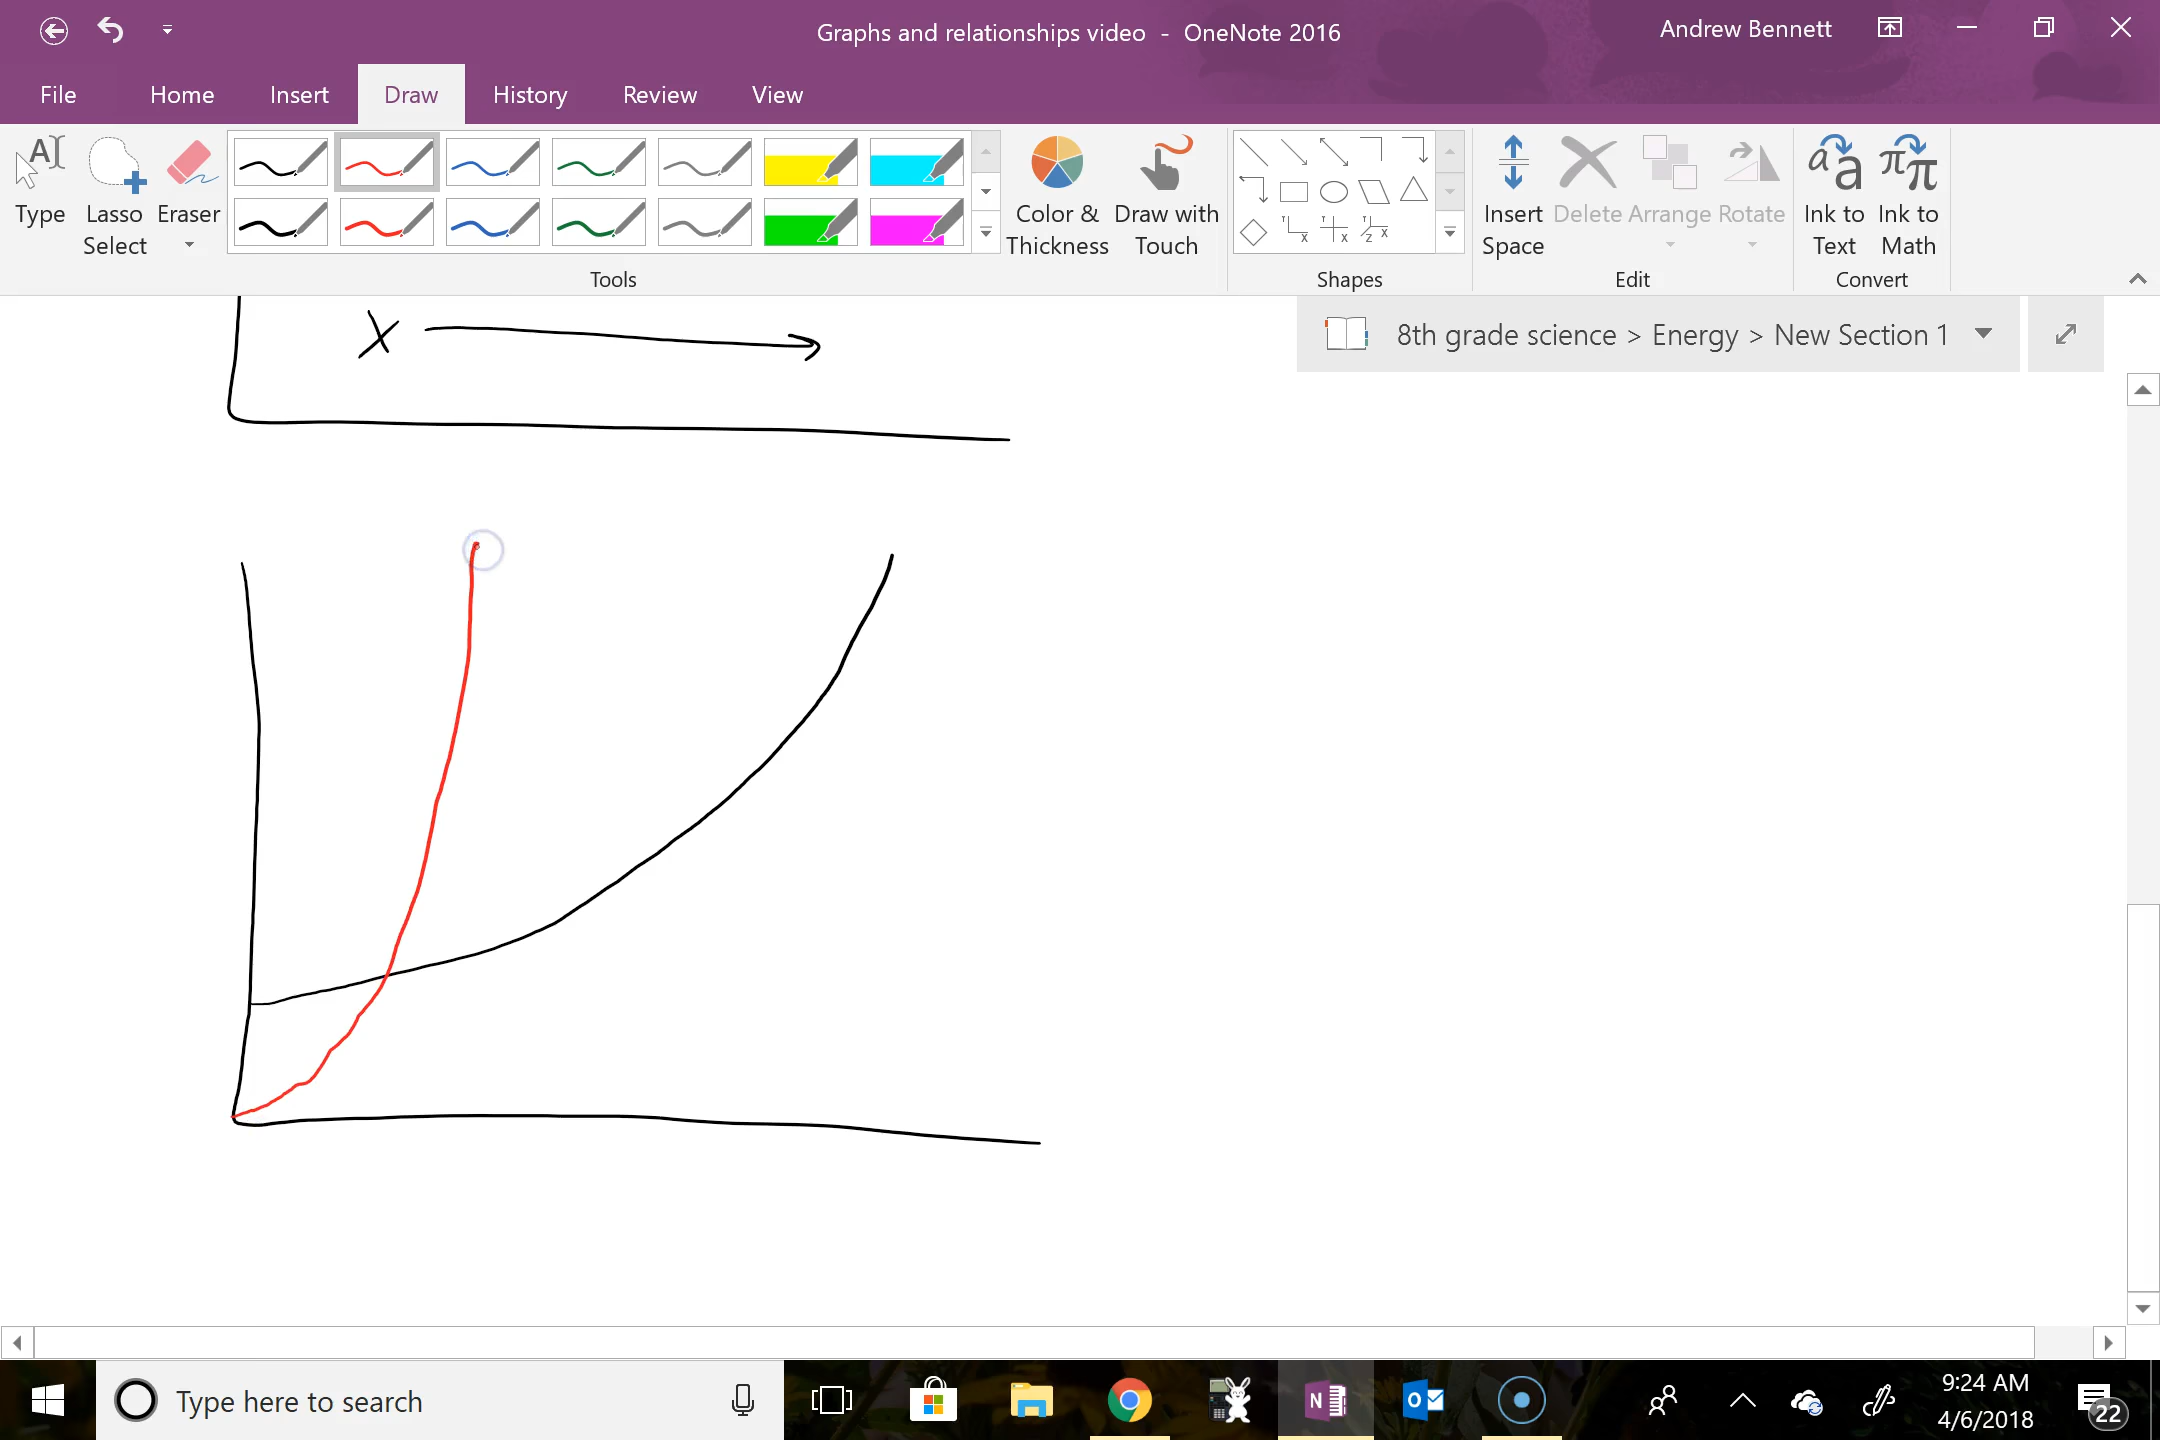 Graphs and relationships video - OneNote 2016
Andrew Bennett
File Home Insert Draw History Review View
Type
Lasso Select
Eraser
Color & Thickness
Draw with Touch
Insert Space
Delete
Arrange
Rotate
Ink to Text
Ink to Math
Tools
Shapes
Edit
Convert
X
8th grade science > Energy > New Section 1
Type here to search
9:24 AM
4/6/2018
22